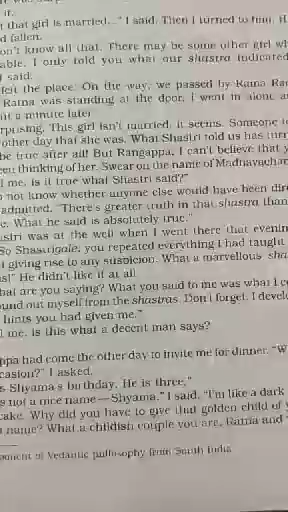 it.
t that girl is married..." I said. Then I turned to him. H
d fallen.
on't know all that. There may be some other girl wh
able. I only told you what our shastra indicated
I said.
left the place. On the way, we passed by Rama Ra
Ratna was standing at the door. I went in alone a
ut a minute later.
rpusing. This girl isn't married, it seems. Someone
other day that she was. What Shastri told us has turn
be true after all! But Rangappa, I can't believe that y
een thinking of her. Swear on the name of Madhavachar
l me, is it true what Shastri said?"
o not know whether anyone else would have been dir
admitted. "There's greater truth in that shastra than
e. What he said is absolutely true."
astri was at the well when I went there that evenin
"So Shastrigale, you repeated everything I had taught
t giving rise to any suspicion. What a marvellous sha
is!" He didn't like it at all.
hat are you saying? What you said to me was what I c
ound out myself from the shastras. Don't forget, I develo
hints you had given me."
l me, is this what a decent man says?
ppa had come the other day to invite me for dinner. "W
casion?" I asked.
s Shyama's birthday. He is three."
s not a nice name—Shyama," I said. "I'm like a dark
cake. Why did you have to give that golden child of
a name? What a childish couple you are, Ratna and
ponent of Vedantic philosophy from South India